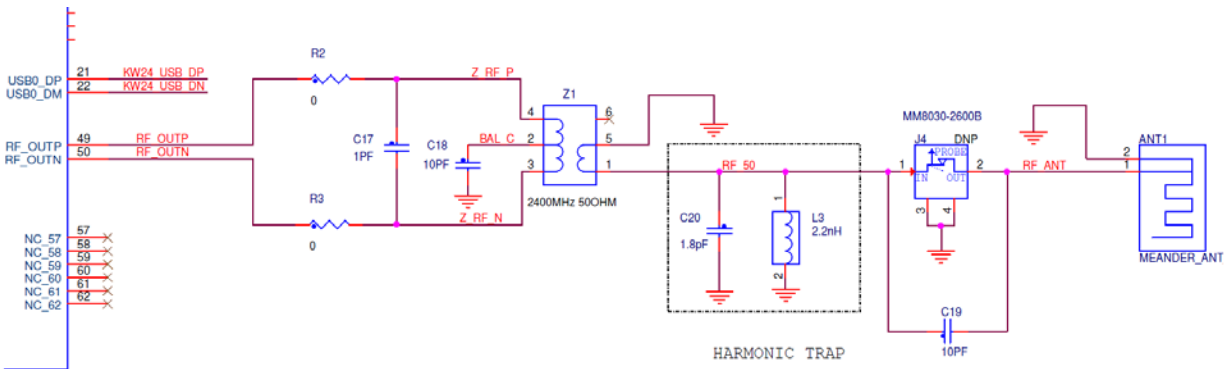 USB0_DP 21 KW24_USB_DP
USB0_DM 22 KW24_USB_DN
RF_OUTP 49 RF_OUTP
RF_OUTN 50 RF_OUTN
NC_57 57
NC_58 58
NC_59 59
NC_60 60
NC_61 61
NC_62 62
R2
0
R3
0
C17
1PF
Z_RF_P
Z_RF_N
BAL_C
C18
10PF
Z1
4
2
3
6
5
1
2400MHz 50OHM
RF_50
C20
1.8pF
1
L3
2.2nH
2
HARMONIC TRAP
MM8030-2600B
J4 DNP
PROBE
1 2
IN OUT
3 4
RF_ANT
C19
10PF
ANT1
2
1
MEANDER_ANT